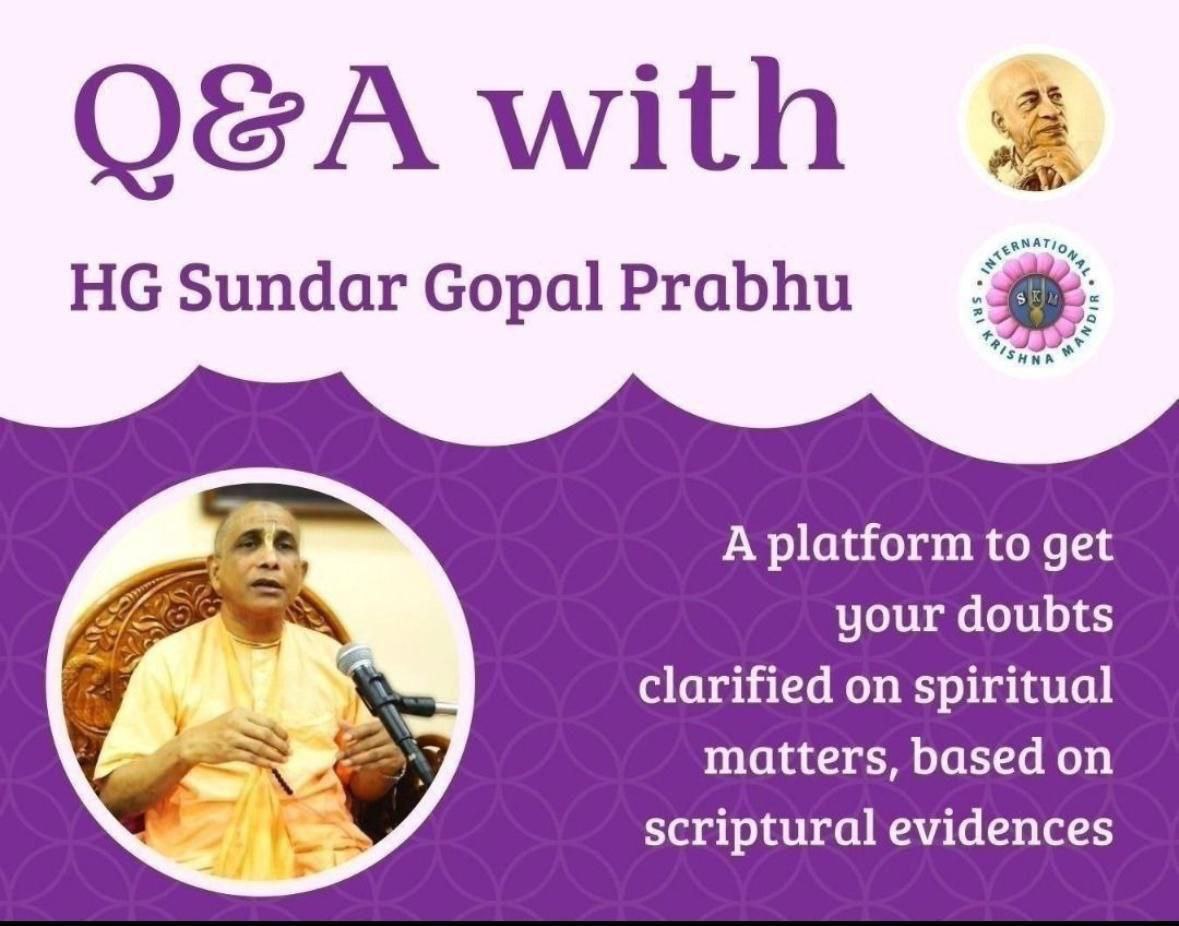 Q&A with
HG Sundar Gopal Prabhu
INTERNATIONAL
SRI KRISHNA MANDIR
SKM
A platform to get
your doubts
clarified on spiritual
matters, based on
scriptural evidences